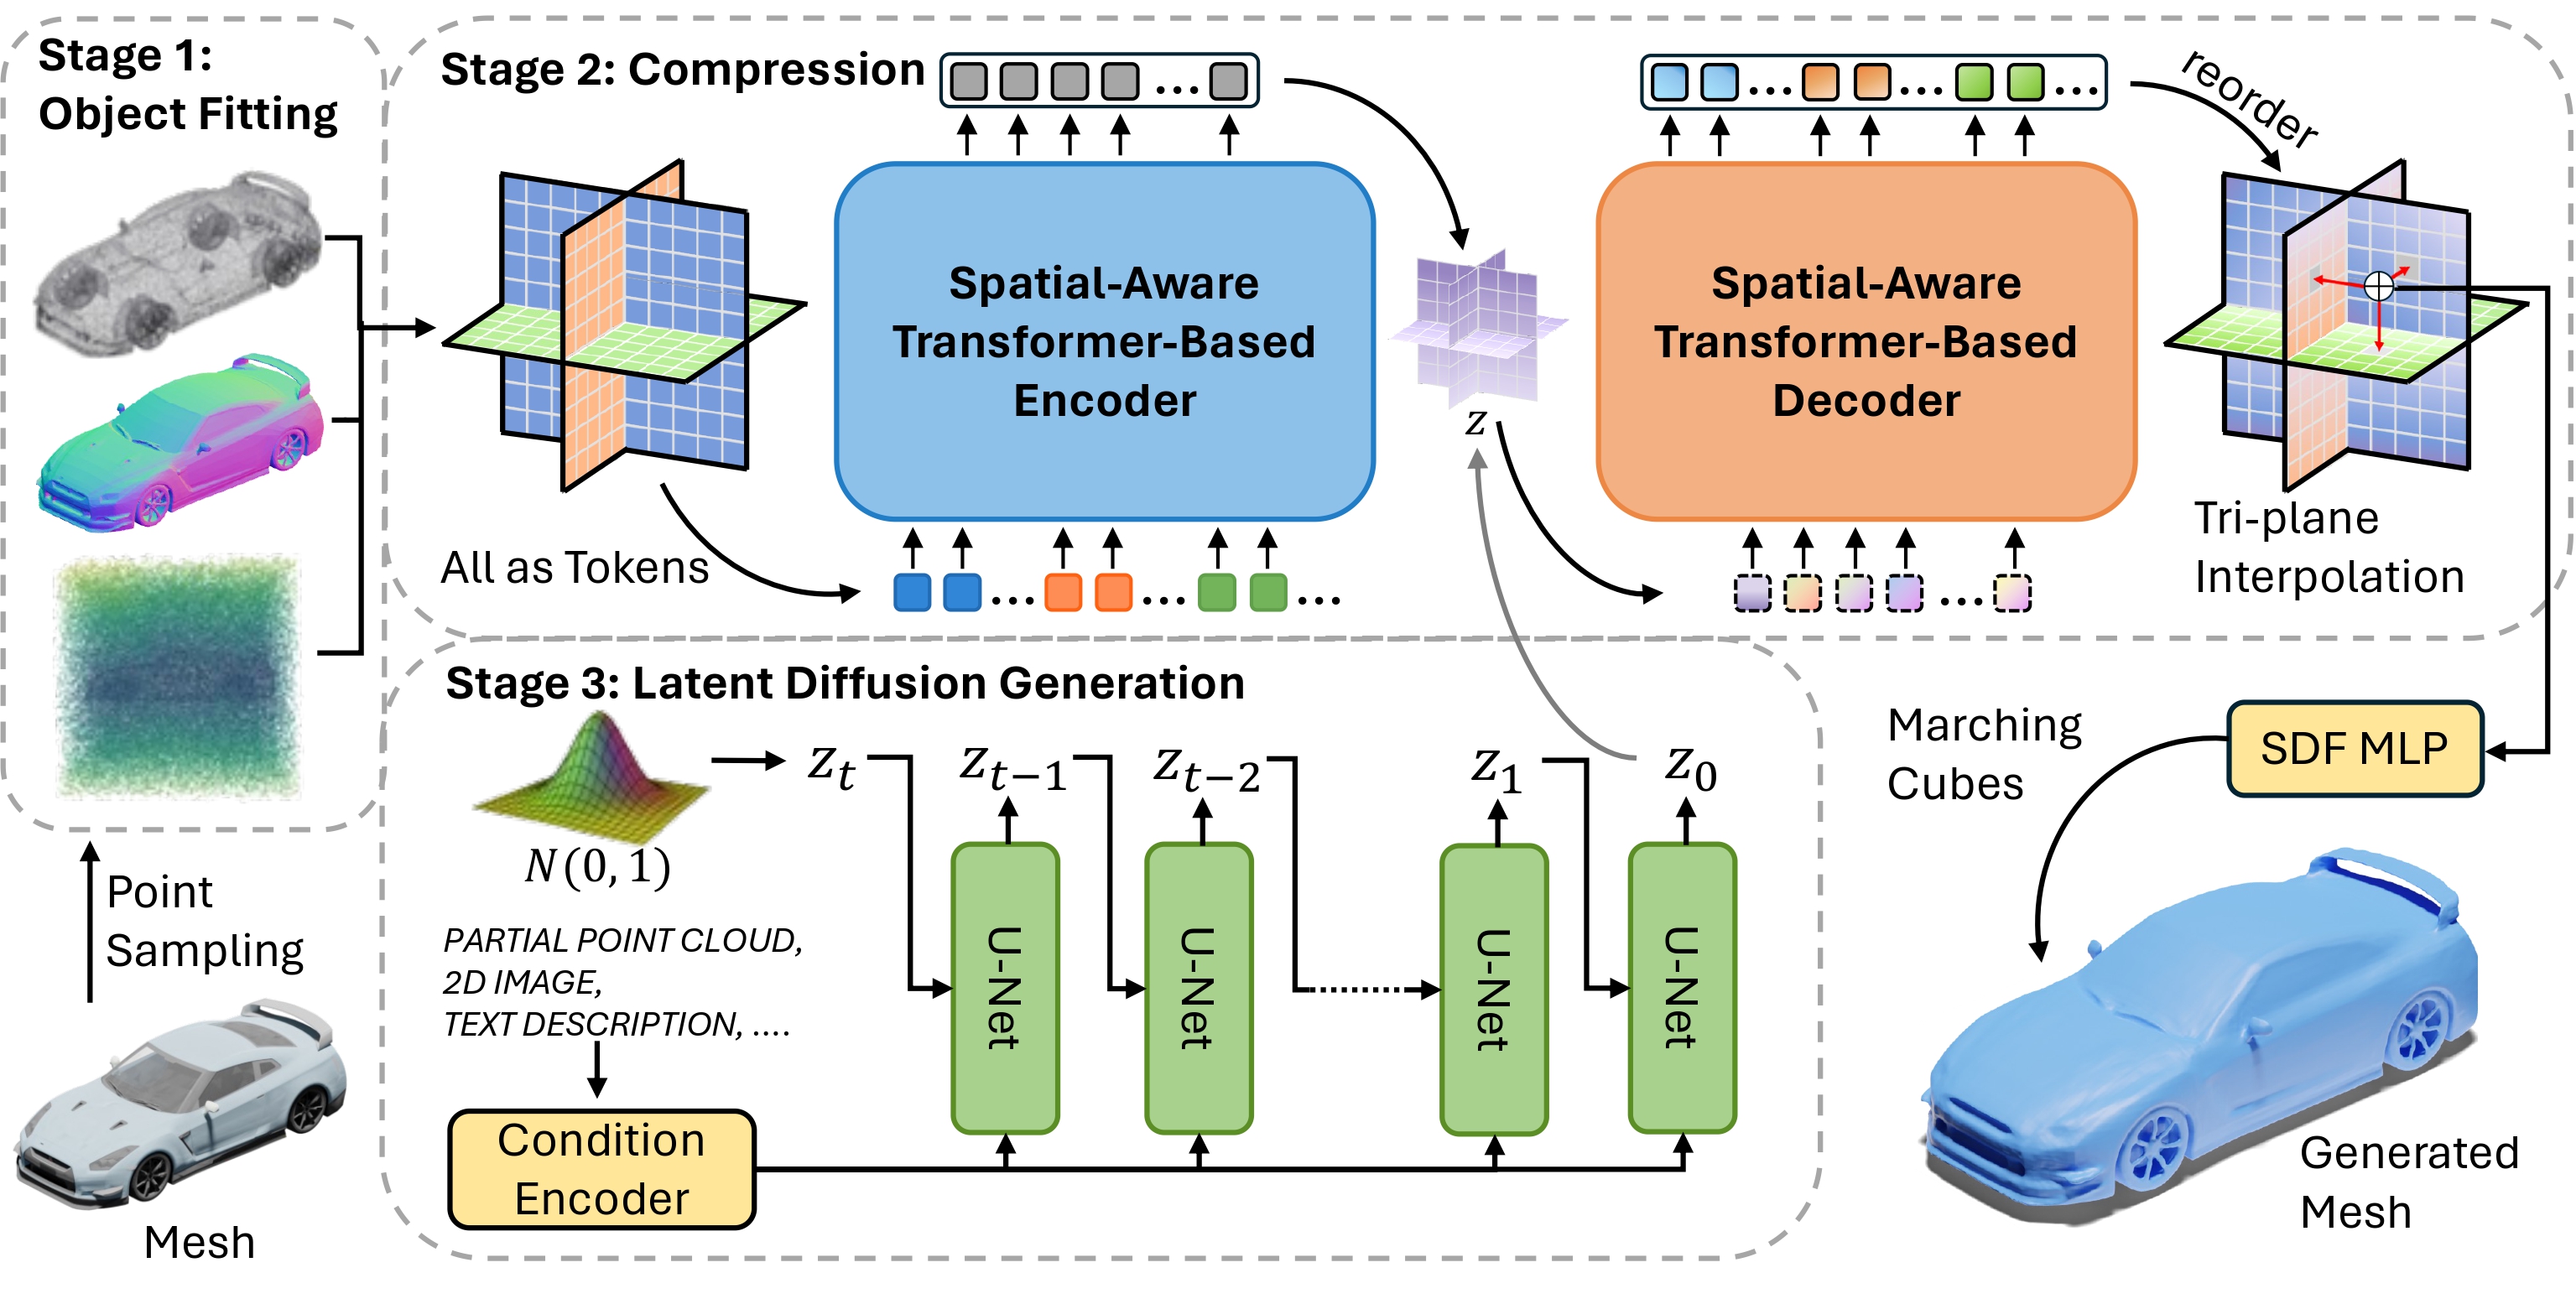 Stage 1:
Object Fitting
Stage 2: Compression
Spatial-Aware
Transformer-Based
Encoder
All as Tokens
z
Spatial-Aware
Transformer-Based
Decoder
reorder
Tri-plane
Interpolation
Stage 3: Latent Diffusion Generation
N(0, 1)
z_t
z_{t-1}
z_{t-2}
z_1
z_0
U-Net
U-Net
U-Net
U-Net
PARTIAL POINT CLOUD,
2D IMAGE,
TEXT DESCRIPTION, ....
Condition
Encoder
Point
Sampling
Mesh
SDF MLP
Marching
Cubes
Generated
Mesh